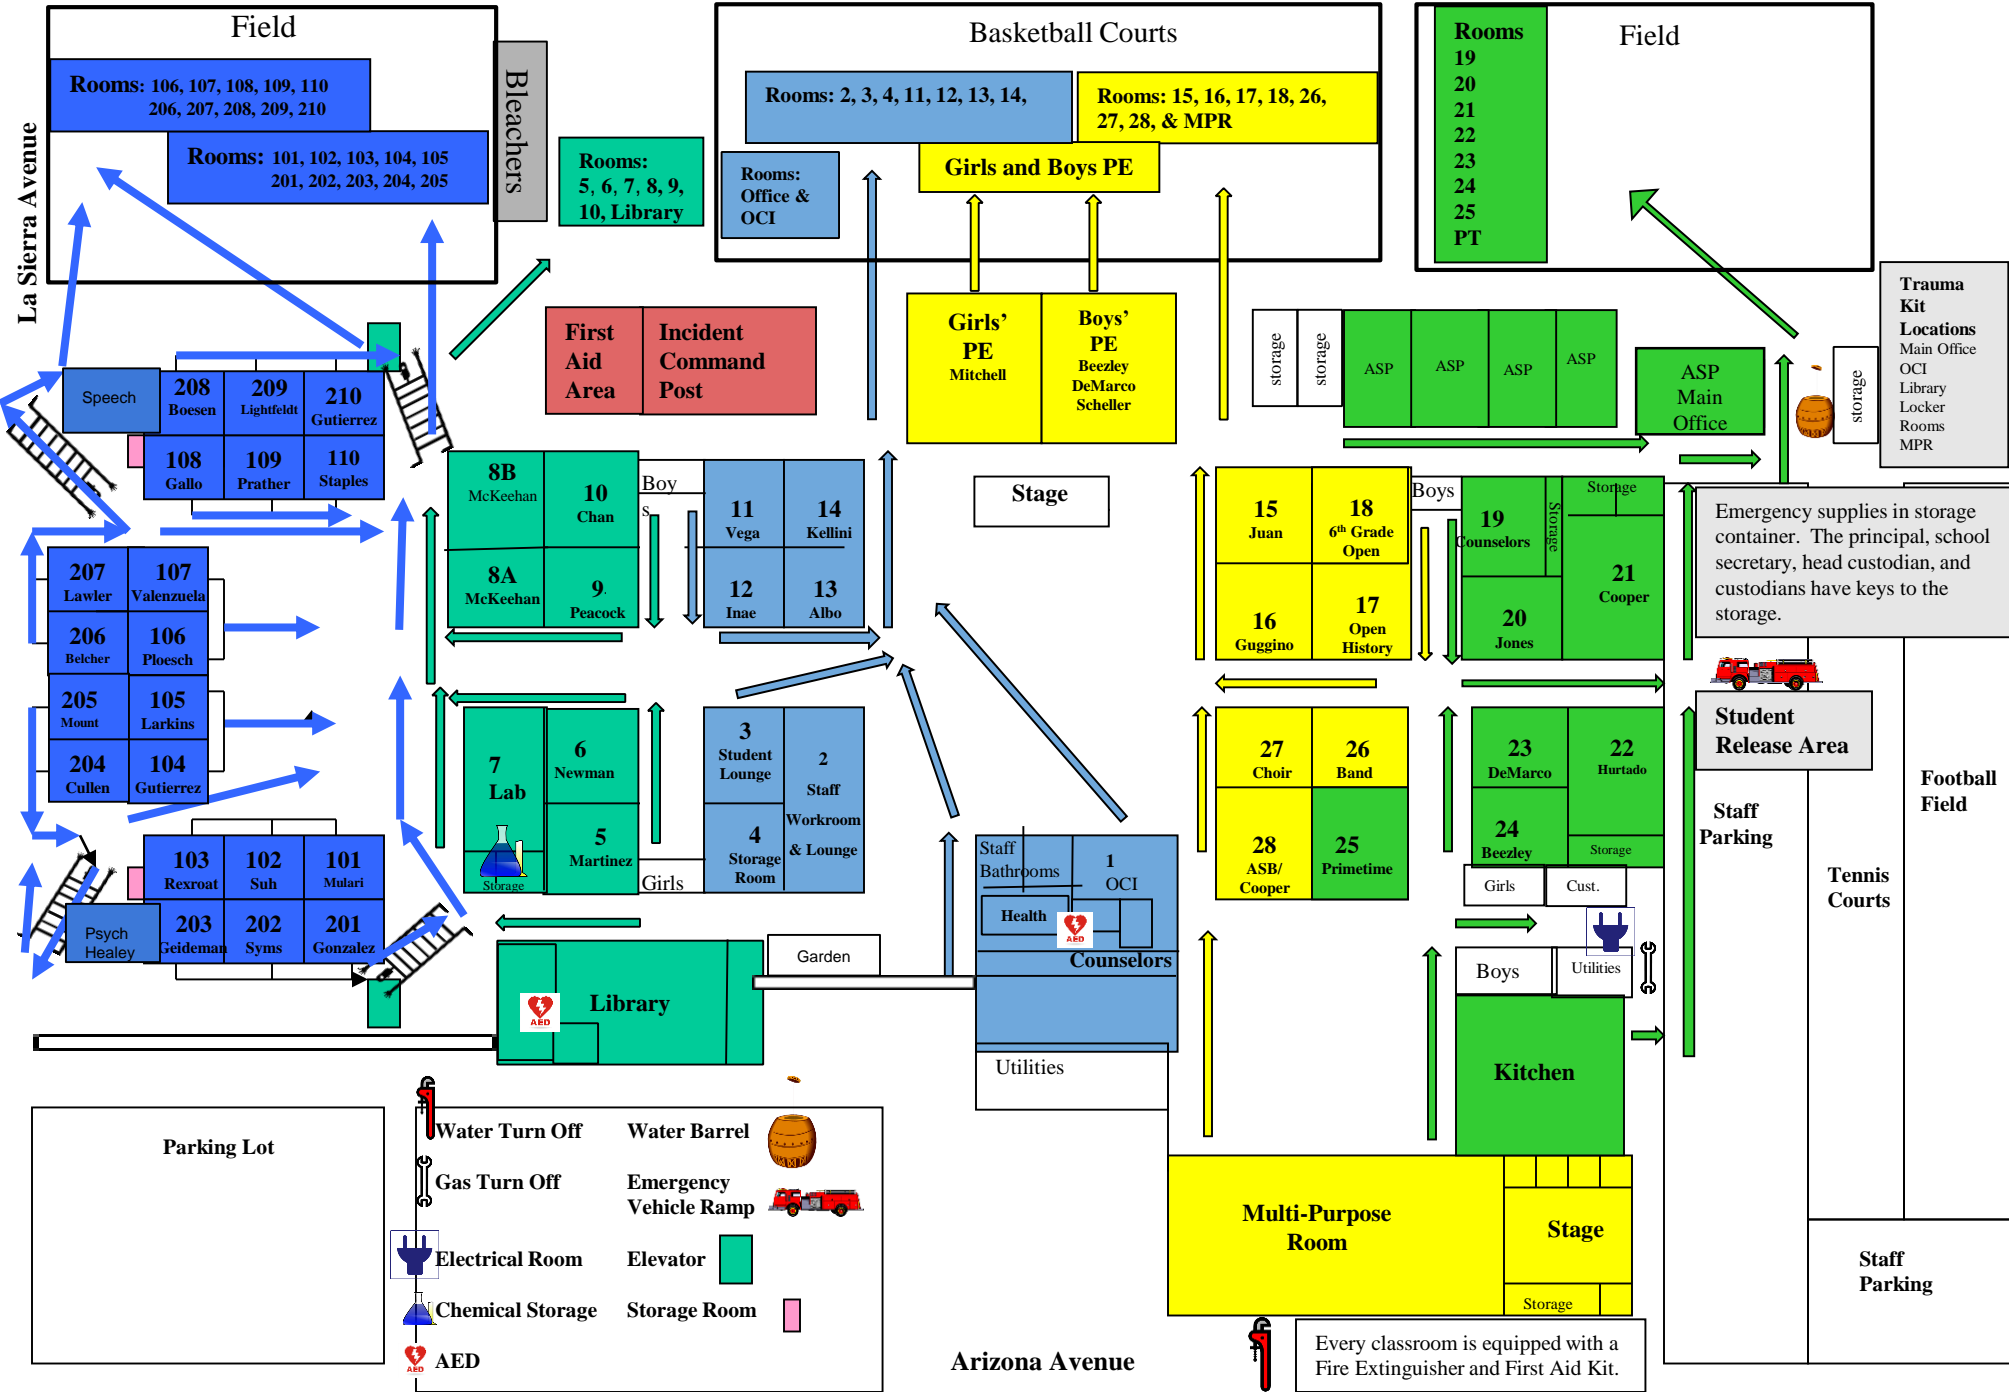 Field
Rooms: 106, 107, 108, 109, 110
206, 207, 208, 209, 210
Rooms: 101, 102, 103, 104, 105
201, 202, 203, 204, 205
La Sierra Avenue
Bleachers
Rooms:
5, 6, 7, 8, 9,
10, Library
Basketball Courts
Rooms: 2, 3, 4, 11, 12, 13, 14,
Rooms: 15, 16, 17, 18, 26,
27, 28, & MPR
Girls and Boys PE
Rooms:
Office &
OCI
Rooms
19
20
21
22
23
24
25
PT
Field
Trauma
Kit
Locations
Main Office
OCI
Library
Locker
Rooms
MPR
First
Aid
Area
Incident
Command
Post
Girls’
PE
Mitchell
Boys’
PE
Beezley
DeMarco
Scheller
storage
storage
ASP
ASP
ASP
ASP
ASP
Main
Office
storage
Speech
208
Boesen
209
Lightfeldt
210
Gutierrez
108
Gallo
109
Prather
110
Staples
8B
McKeehan
10
Chan
8A
McKeehan
9.
Peacock
Boy
s
11
Vega
14
Kellini
12
Inae
13
Albo
Stage
15
Juan
18
6th Grade
Open
16
Guggino
17
Open
History
Boys
19
Counselors
Storage
Storage
21
Cooper
20
Jones
Emergency supplies in storage
container. The principal, school
secretary, head custodian, and
custodians have keys to the
storage.
207
Lawler
107
Valenzuela
206
Belcher
106
Ploesch
205
Mount
105
Larkins
204
Cullen
104
Gutierrez
7
Lab
Storage
6
Newman
5
Martinez
Girls
3
Student
Lounge
2
Staff
Workroom
& Lounge
4
Storage
Room
27
Choir
26
Band
28
ASB/
Cooper
25
Primetime
23
DeMarco
22
Hurtado
24
Beezley
Storage
Girls
Cust.
Student
Release Area
Staff
Parking
Tennis
Courts
Football
Field
103
Rexroat
102
Suh
101
Mulari
203
Geideman
202
Syms
201
Gonzalez
Psych
Healey
Staff
Bathrooms
1
OCI
Health
AED
Counselors
Garden
Library
AED
Utilities
Boys
Utilities
Kitchen
Multi-Purpose
Room
Stage
Storage
Staff
Parking
Parking Lot
Water Turn Off
Water Barrel
Gas Turn Off
Emergency
Vehicle Ramp
Electrical Room
Elevator
Chemical Storage
Storage Room
AED
AED
Arizona Avenue
Every classroom is equipped with a
Fire Extinguisher and First Aid Kit.